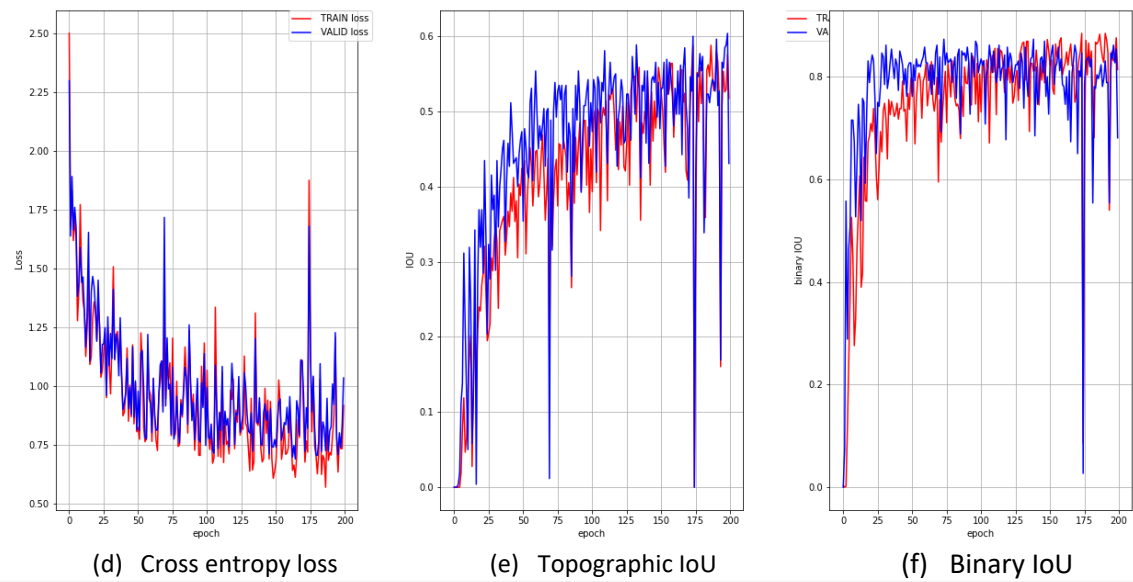 TRAIN loss
VALID loss
2.50
2.25
2.00
1.75
1.50
1.25
1.00
0.75
0.50
Loss
0 25 50 75 100 125 150 175 200
epoch
(d) Cross entropy loss
0.6
0.5
0.4
0.3
0.2
0.1
0.0
IOU
0 25 50 75 100 125 150 175 200
epoch
(e) Topographic IoU
TR
VA
0.8
0.6
0.4
0.2
0.0
binary IOU
0 25 50 75 100 125 150 175 200
epoch
(f) Binary IoU